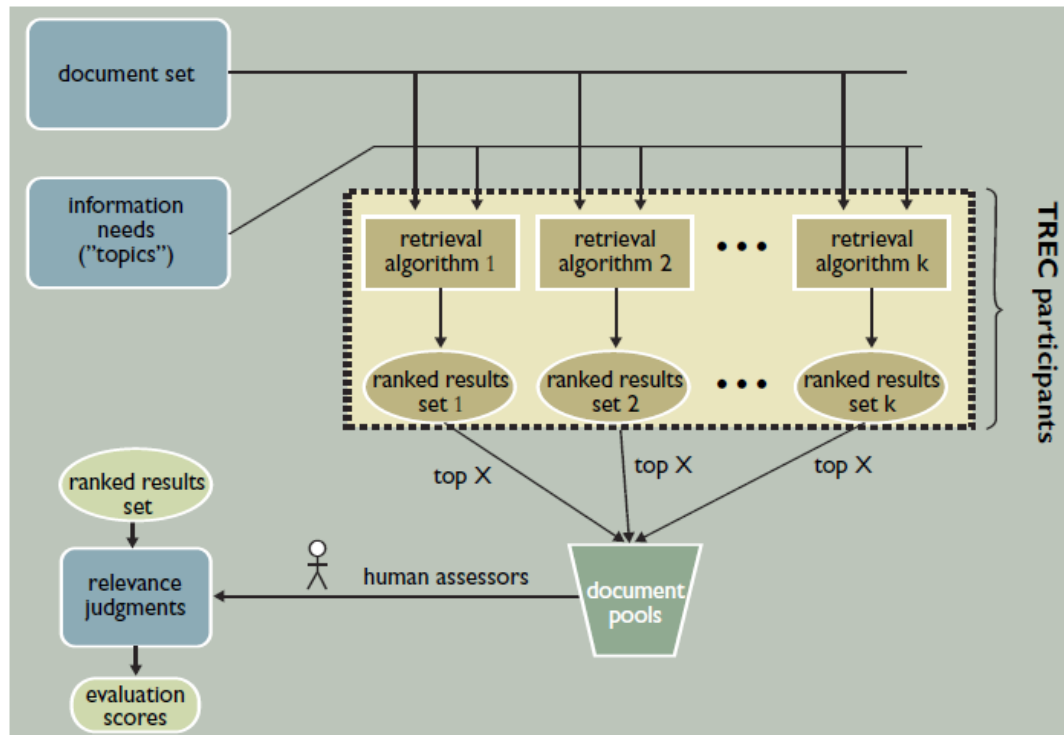 document set
information
needs
("topics")
retrieval
algorithm 1
retrieval
algorithm 2
•••
retrieval
algorithm k
ranked results
set 1
ranked results
set 2
•••
ranked results
set k
TREC participants
top X
top X
top X
ranked results
set
relevance
judgments
human assessors
document
pools
evaluation
scores